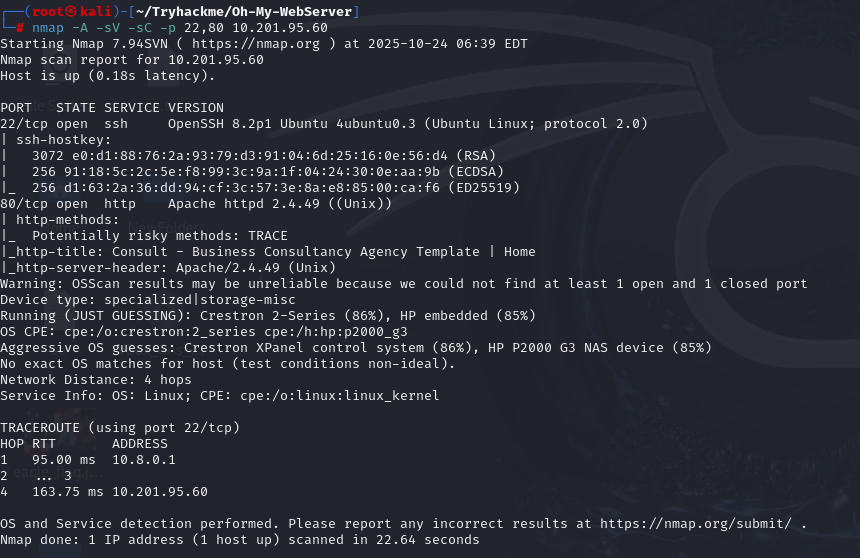 ┌──(root㉿kali)-[~/Tryhackme/Oh-My-WebServer]
└─# nmap -A -sV -sC -p 22,80 10.201.95.60
Starting Nmap 7.94SVN ( https://nmap.org ) at 2025-10-24 06:39 EDT
Nmap scan report for 10.201.95.60
Host is up (0.18s latency).

PORT   STATE SERVICE VERSION
22/tcp open  ssh     OpenSSH 8.2p1 Ubuntu 4ubuntu0.3 (Ubuntu Linux; protocol 2.0)
| ssh-hostkey:
|   3072 e0:d1:88:76:2a:93:79:d3:91:04:6d:25:16:0e:56:d4 (RSA)
|   256 91:18:5c:2c:5e:f8:99:3c:9a:1f:04:24:30:0e:aa:9b (ECDSA)
|_  256 d1:63:2a:36:dd:94:cf:3c:57:3e:8a:e8:85:00:ca:f6 (ED25519)
80/tcp open  http    Apache httpd 2.4.49 ((Unix))
| http-methods:
|_  Potentially risky methods: TRACE
|_http-title: Consult - Business Consultancy Agency Template | Home
|_http-server-header: Apache/2.4.49 (Unix)
Warning: OSScan results may be unreliable because we could not find at least 1 open and 1 closed port
Device type: specialized|storage-misc
Running (JUST GUESSING): Crestron 2-Series (86%), HP embedded (85%)
OS CPE: cpe:/o:crestron:2_series cpe:/h:hp:p2000_g3
Aggressive OS guesses: Crestron XPanel control system (86%), HP P2000 G3 NAS device (85%)
No exact OS matches for host (test conditions non-ideal).
Network Distance: 4 hops
Service Info: OS: Linux; CPE: cpe:/o:linux:linux_kernel

TRACEROUTE (using port 22/tcp)
HOP RTT       ADDRESS
1   95.00 ms  10.8.0.1
2   ... 3
4   163.75 ms 10.201.95.60

OS and Service detection performed. Please report any incorrect results at https://nmap.org/submit/ .
Nmap done: 1 IP address (1 host up) scanned in 22.64 seconds